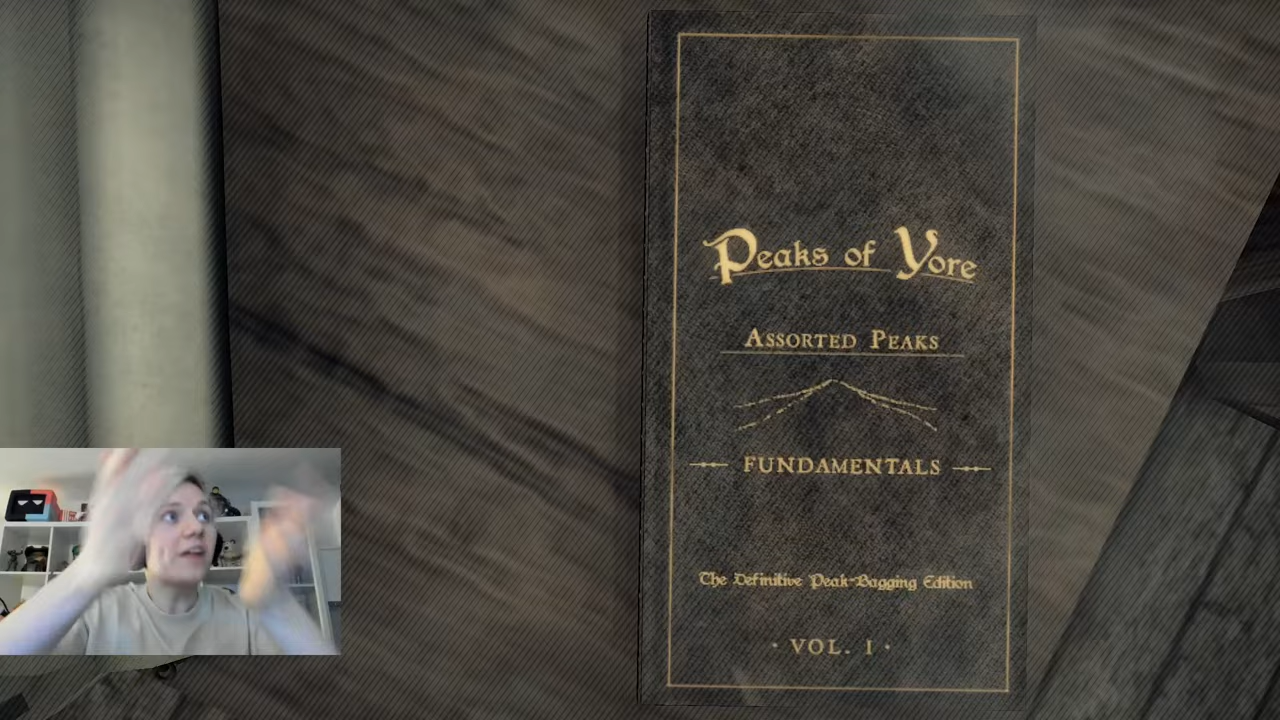 Peaks of Yore
Assorted Peaks
FUNDAMENTALS
The Definitive Peak-Bagging Edition
· VOL. I ·